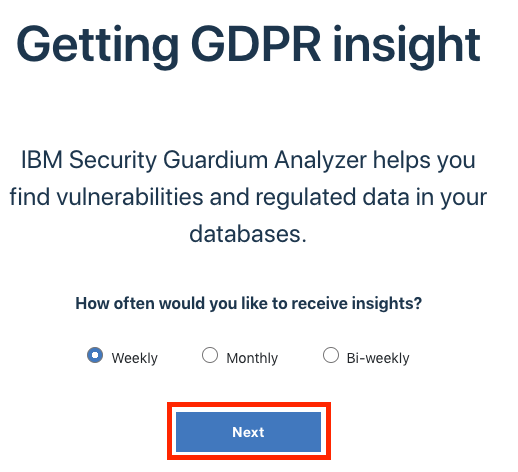 Getting GDPR insight
IBM Security Guardium Analyzer helps you
find vulnerabilities and regulated data in your
databases.
How often would you like to receive insights?
Weekly Monthly Bi-weekly
Next